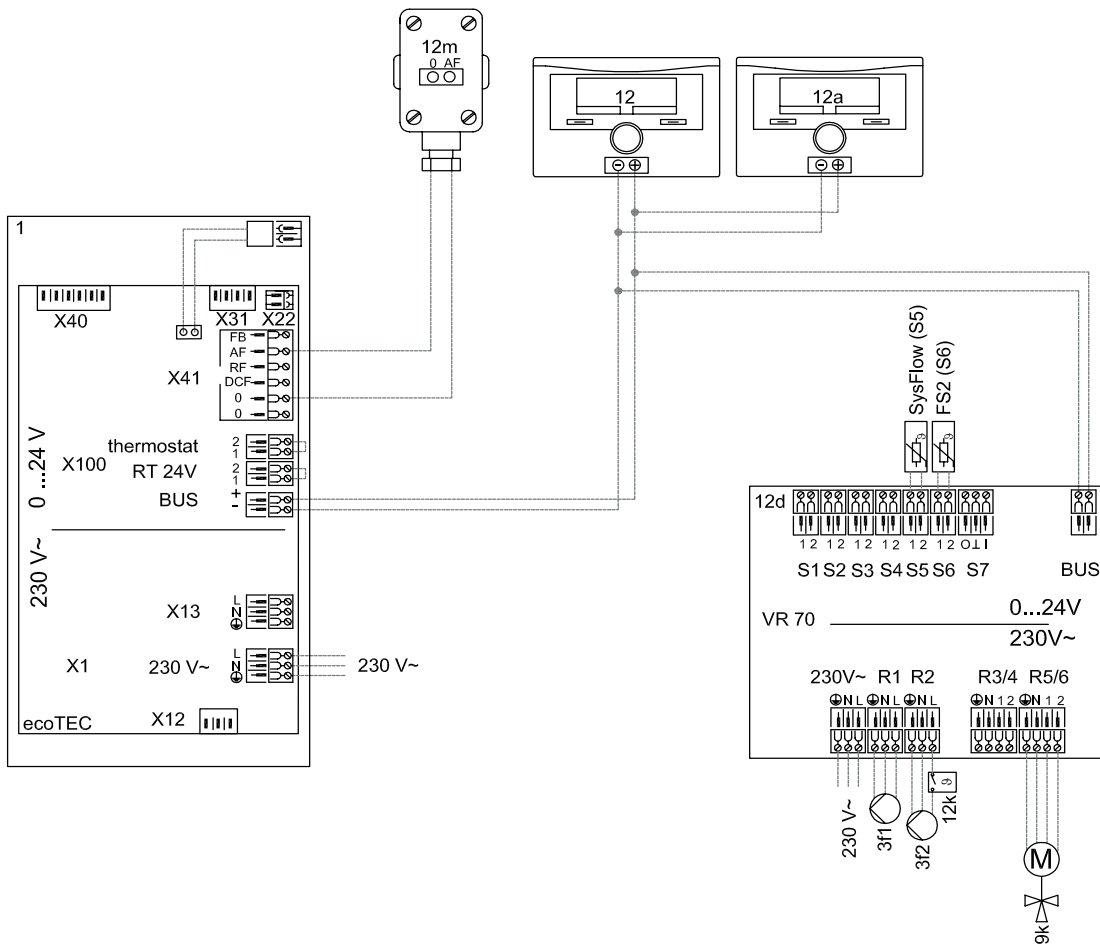 12m
0 AF
12
12a
1
X40
X31
X22
X41
FB
AF
RF
DCF
0
0
0 ...24 V
X100
thermostat
2
1
RT 24V
2
1
BUS
+
-
230 V~
X13
L
N
X1
230 V~
L
N
230 V~
X12
ecoTEC
SysFlow (S5)
FS2 (S6)
12d
1 2
1 2
1 2
1 2
1 2
1 2
O T I
S1 S2 S3 S4 S5 S6 S7
BUS
VR 70
0...24V
230V~
230V~ R1 R2
R3/4 R5/6
N L
N L
N L
N 1 2
N 1 2
230 V~
3f1
3f2
12k
M
9k